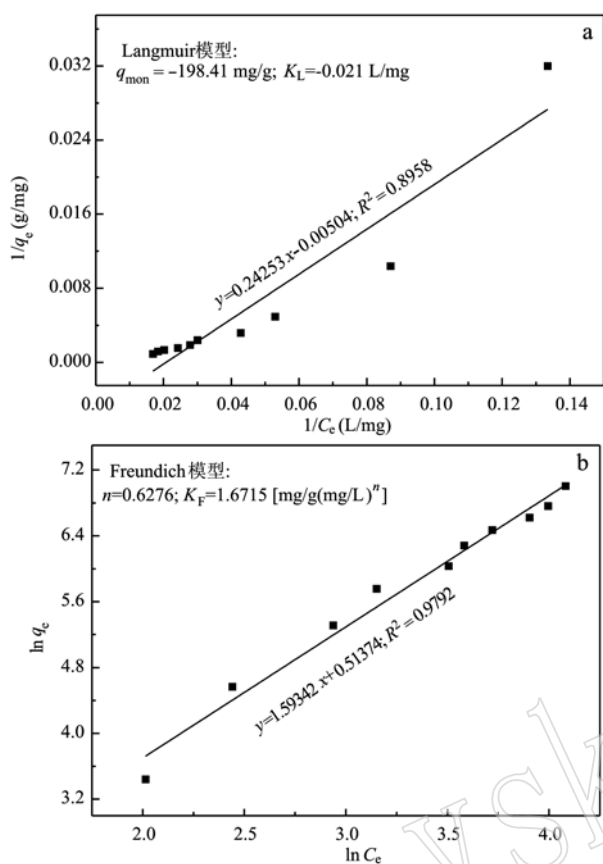 a
Langmuir模型:
q_mon = −198.41 mg/g; K_L=-0.021 L/mg
0.032
0.024
0.016
0.008
0.000
1/q_e (g/mg)
y=0.24253 x-0.00504; R² = 0.8958
0.00 0.02 0.04 0.06 0.08 0.10 0.12 0.14
1/C_e (L/mg)
b
Freundich模型:
n=0.6276; K_F=1.6715 [mg/g(mg/L)ⁿ]
7.2
6.4
5.6
4.8
4.0
3.2
ln q_e
y=1.59342 x+0.51374; R² = 0.9792
2.0 2.5 3.0 3.5 4.0
ln C_e